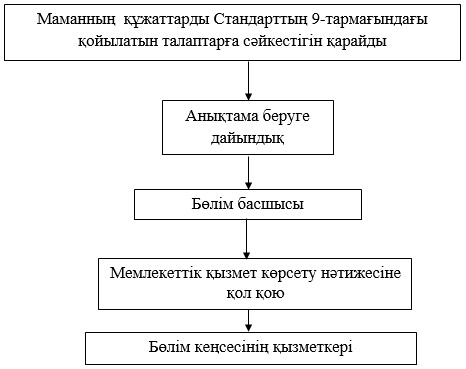 Маманның құжаттарды Стандарттың 9-тармағындағы
қойылатын талаптарға сәйкестігін қарайды
Анықтама беруге
дайындық
Бөлім басшысы
Мемлекеттік қызмет көрсету нәтижесіне
қол қою
Бөлім кеңсесінің қызметкері